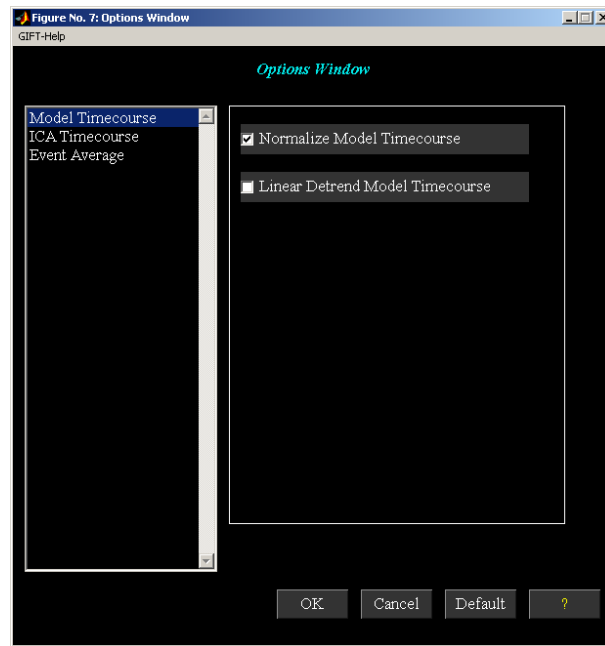 Figure No. 7: Options Window
GIFT-Help
Options Window
Model Timecourse
ICA Timecourse
Event Average
Normalize Model Timecourse
Linear Detrend Model Timecourse
OK Cancel Default ?